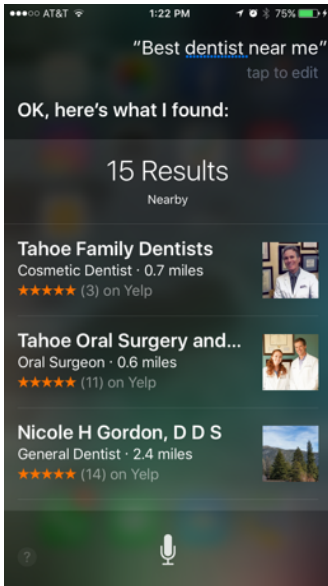 AT&T 1:22 PM 75%
“Best dentist near me”
tap to edit
OK, here’s what I found:
15 Results
Nearby
Tahoe Family Dentists
Cosmetic Dentist · 0.7 miles
★★★★★ (3) on Yelp
Tahoe Oral Surgery and...
Oral Surgeon · 0.6 miles
★★★★★ (11) on Yelp
Nicole H Gordon, D D S
General Dentist · 2.4 miles
★★★★★ (14) on Yelp
?